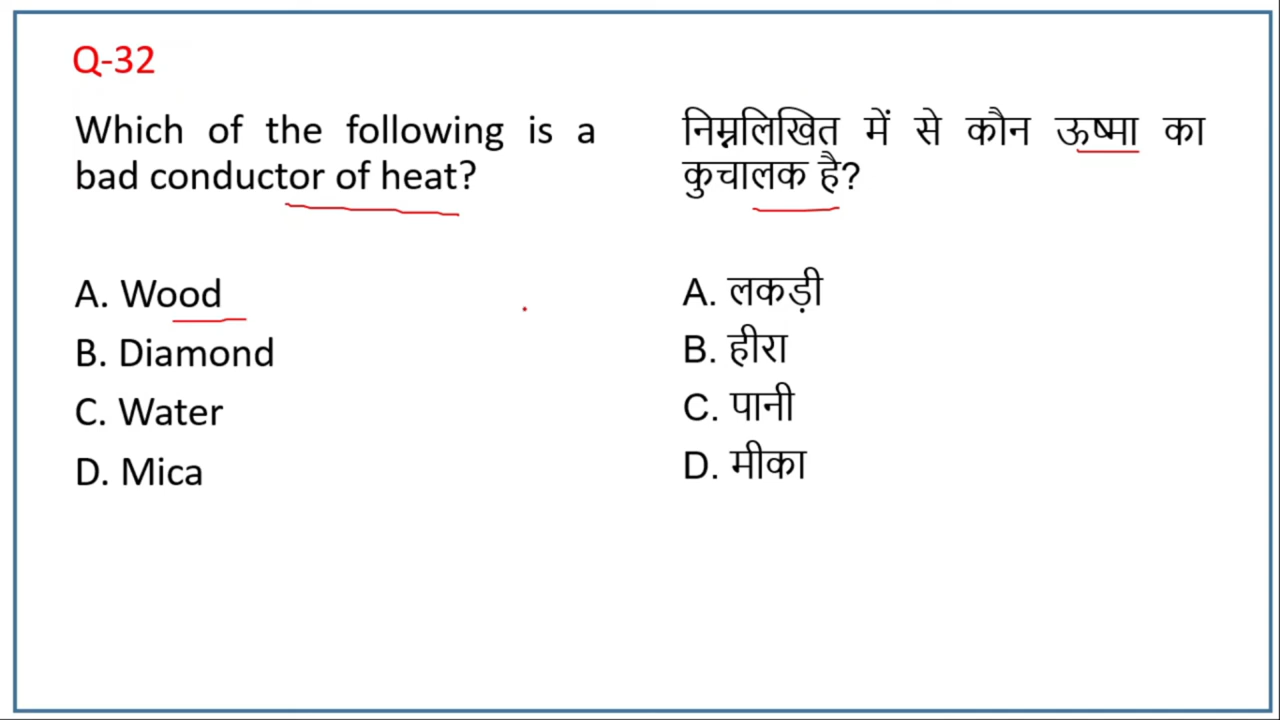 Q-32
Which of the following is a
bad conductor of heat?
A. Wood
B. Diamond
C. Water
D. Mica
निम्नलिखित में से कौन ऊष्मा का
कुचालक है?
A. लकड़ी
B. हीरा
C. पानी
D. मीका